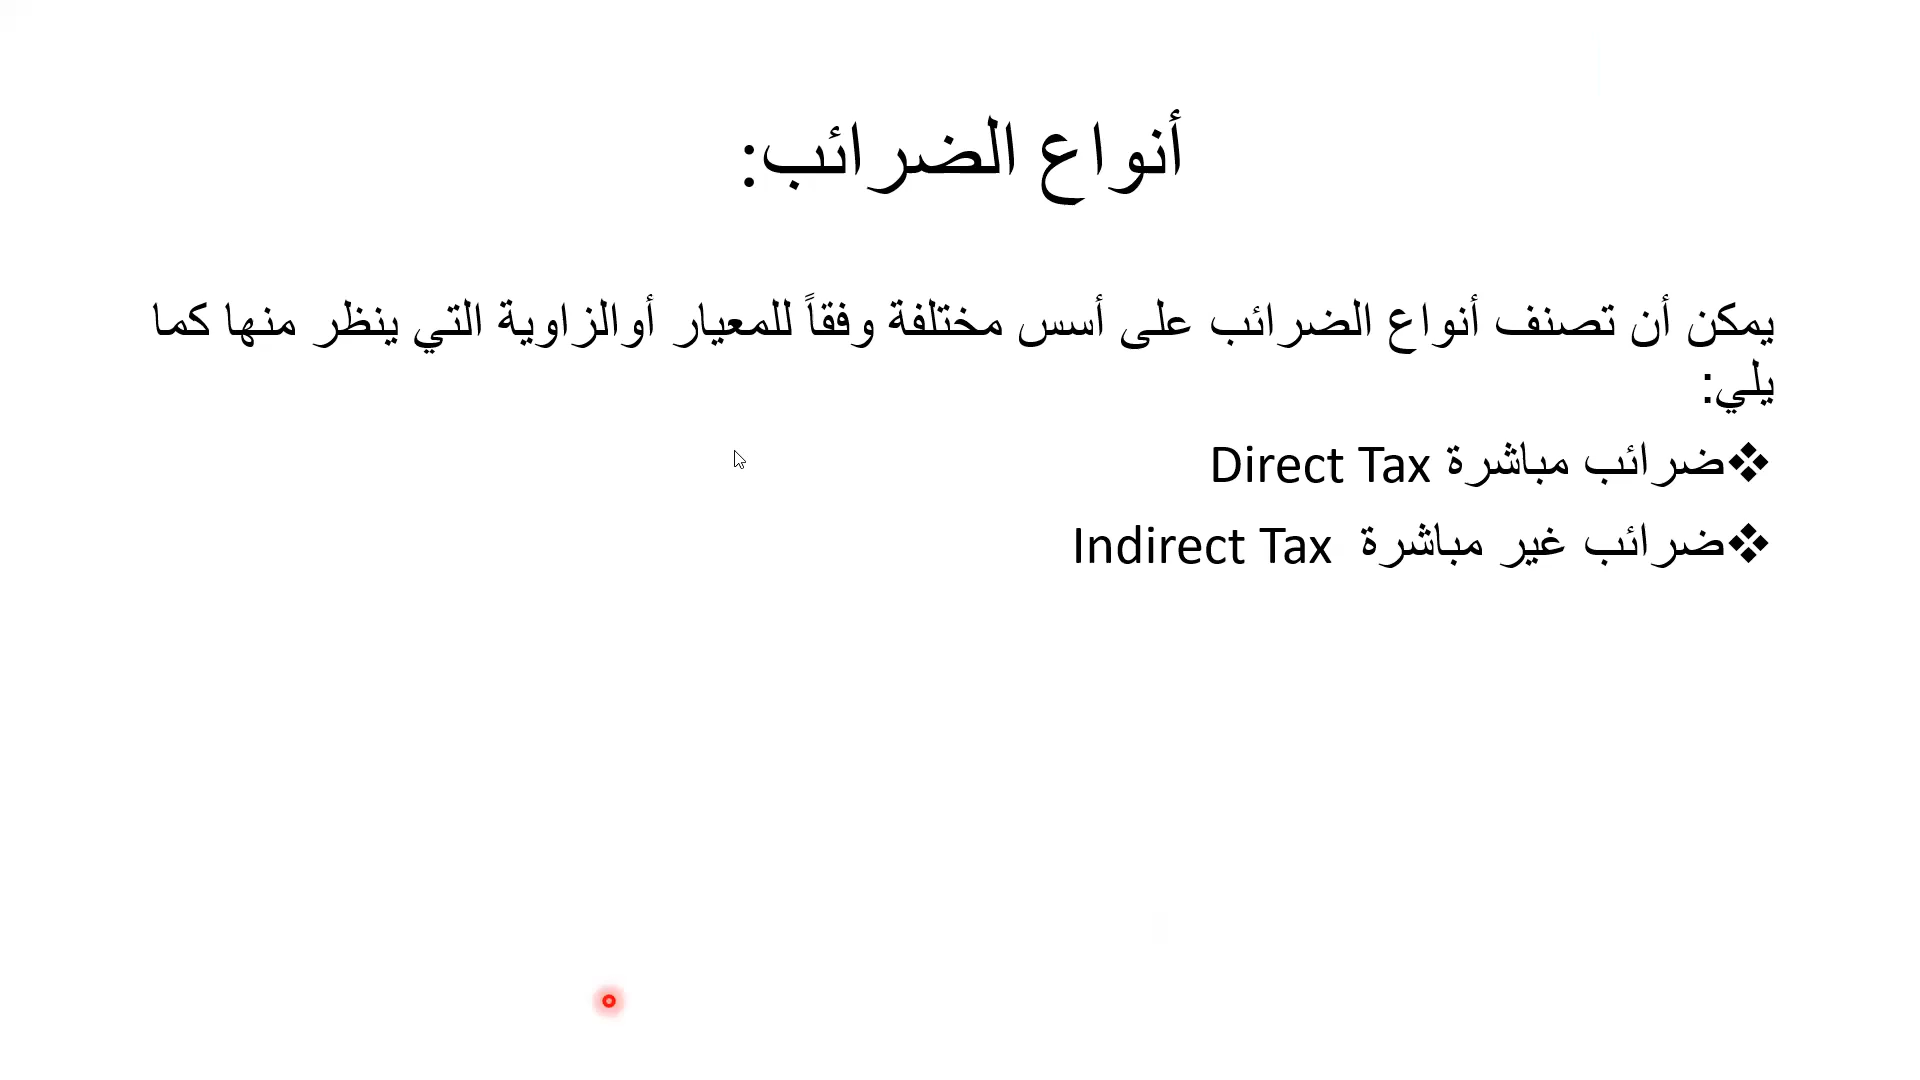 أنواع الضرائب:
يمكن أن تصنف أنواع الضرائب على أسس مختلفة وفقاً للمعيار أوالزاوية التي ينظر منها كما
يلي:
❖ضرائب مباشرة Direct Tax
❖ضرائب غير مباشرة Indirect Tax